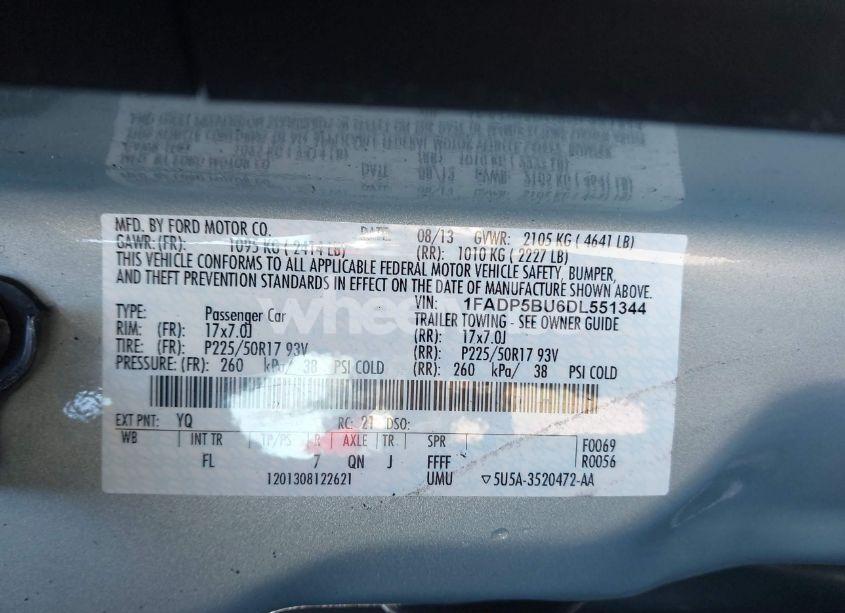 MFD. BY FORD MOTOR CO. DATE: 08/13 GVWR: 2105 KG ( 4641 LB)
GAWR: (FR): 1095 KG ( 2414 LB) (RR): 1010 KG ( 2227 LB)
THIS VEHICLE CONFORMS TO ALL APPLICABLE FEDERAL MOTOR VEHICLE SAFETY, BUMPER,
AND THEFT PREVENTION STANDARDS IN EFFECT ON THE DATE OF MANUFACTURE SHOWN ABOVE.
VIN: 1FADP5BU6DL551344
TYPE: Passenger Car TRAILER TOWING - SEE OWNER GUIDE
RIM: (FR): 17x7.0J (RR): 17x7.0J
TIRE: (FR): P225/50R17 93V (RR): P225/50R17 93V
PRESSURE: (FR): 260 kPa/ 38 PSI COLD (RR): 260 kPa/ 38 PSI COLD
EXT PNT: YQ RC: 21 DSO:
WB INT TR TP/PS R AXLE TR SPR F0069
FL 7 QN J FFFF R0056
1201308122621 UMU 5U5A-3520472-AA